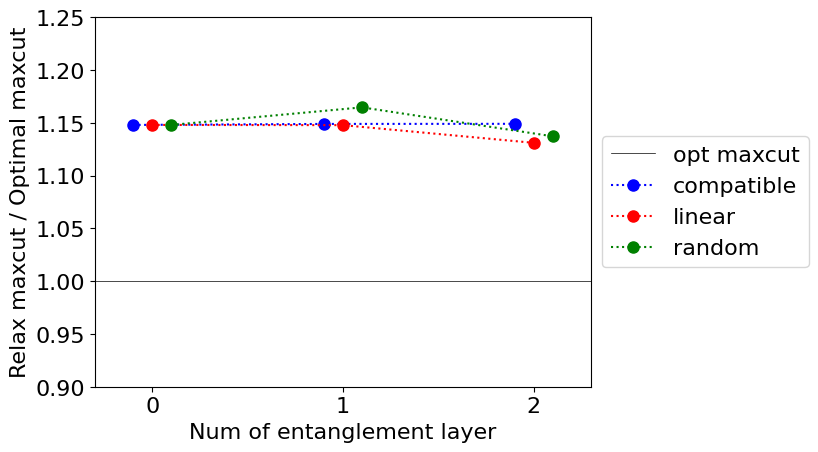 Relax maxcut / Optimal maxcut
1.25
1.20
1.15
1.10
1.05
1.00
0.95
0.90
0 1 2
Num of entanglement layer
opt maxcut
compatible
linear
random